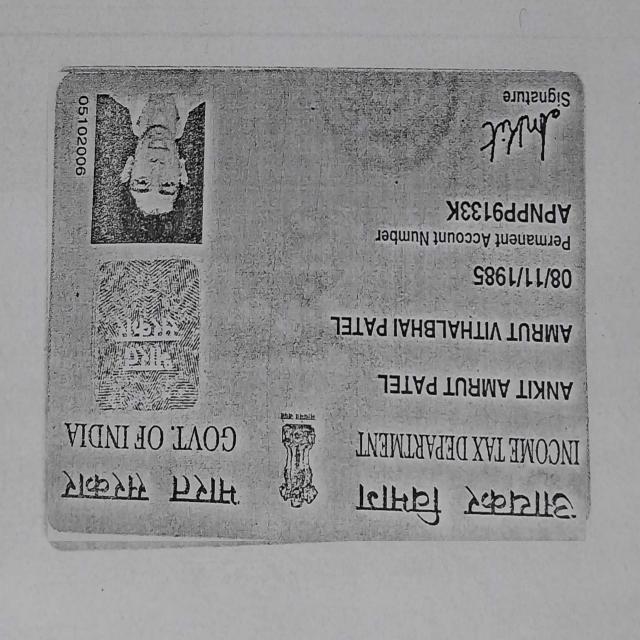 आयकर विभाग
भारत सरकार
INCOME TAX DEPARTMENT
GOVT. OF INDIA
ANKIT AMRUT PATEL
AMRUT VITHALBHAI PATEL
08/11/1985
Permanent Account Number
APNPP9133K
Ankit
Signature
05102006
भारत
सरकार
सत्यमेव जयते